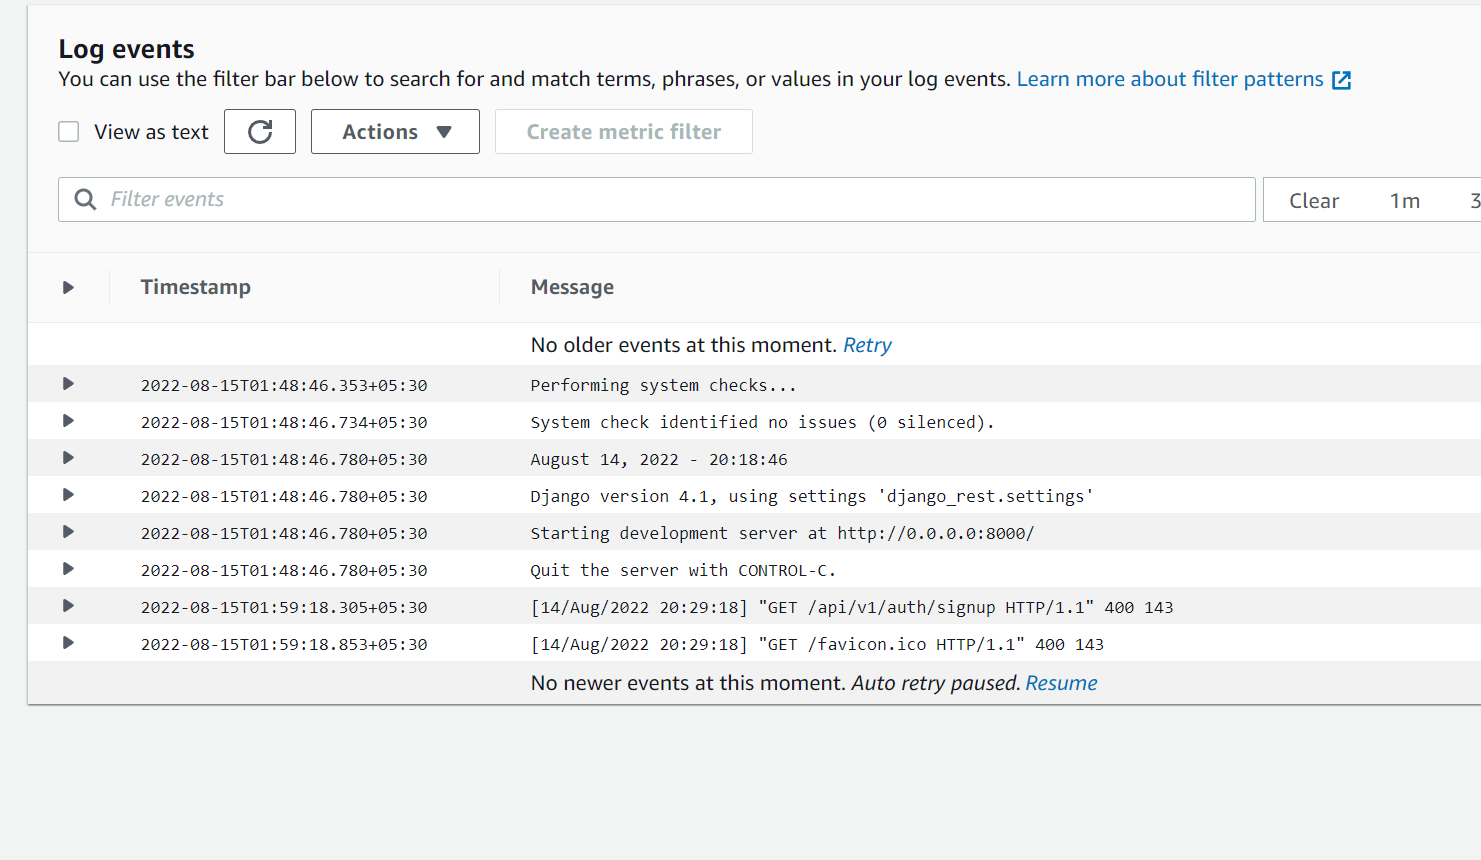 Log events
You can use the filter bar below to search for and match terms, phrases, or values in your log events. Learn more about filter patterns
View as text Actions Create metric filter
Filter events Clear 1m 3
Timestamp Message
No older events at this moment. Retry
2022-08-15T01:48:46.353+05:30 Performing system checks...
2022-08-15T01:48:46.734+05:30 System check identified no issues (0 silenced).
2022-08-15T01:48:46.780+05:30 August 14, 2022 - 20:18:46
2022-08-15T01:48:46.780+05:30 Django version 4.1, using settings 'django_rest.settings'
2022-08-15T01:48:46.780+05:30 Starting development server at http://0.0.0.0:8000/
2022-08-15T01:48:46.780+05:30 Quit the server with CONTROL-C.
2022-08-15T01:59:18.305+05:30 [14/Aug/2022 20:29:18] "GET /api/v1/auth/signup HTTP/1.1" 400 143
2022-08-15T01:59:18.853+05:30 [14/Aug/2022 20:29:18] "GET /favicon.ico HTTP/1.1" 400 143
No newer events at this moment. Auto retry paused. Resume